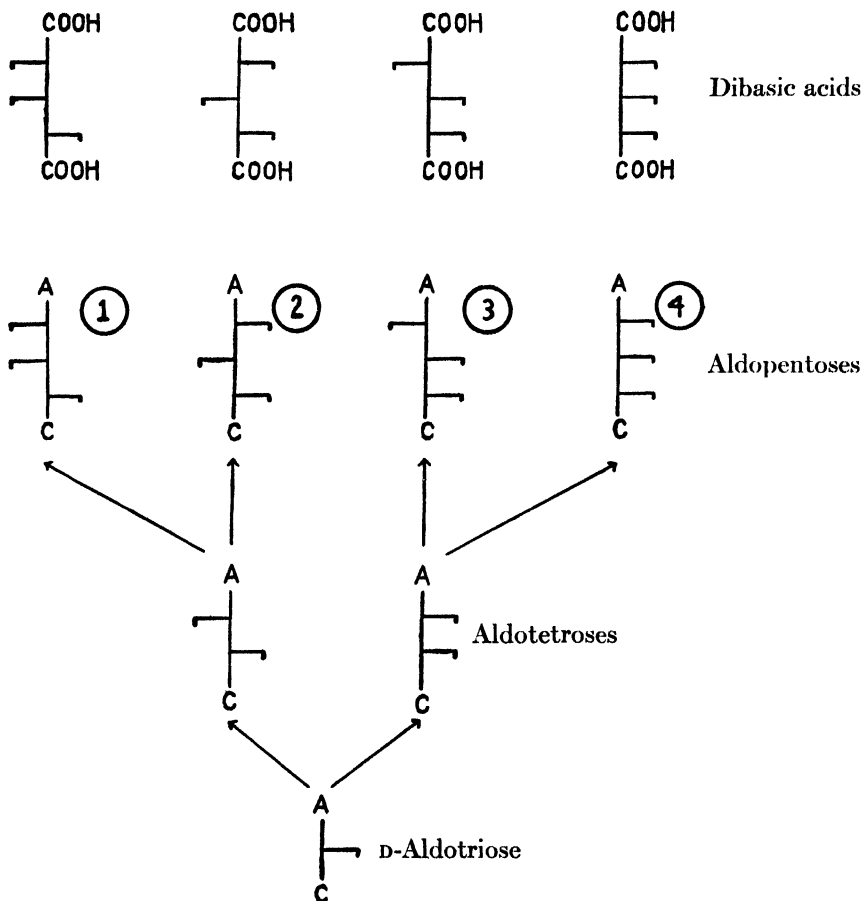 COOH COOH COOH COOH
Dibasic acids
COOH COOH COOH COOH
A 1 A 2 A 3 A 4
Aldopentoses
C C C C
A A
Aldotetroses
C C
A
D-Aldotriose
C